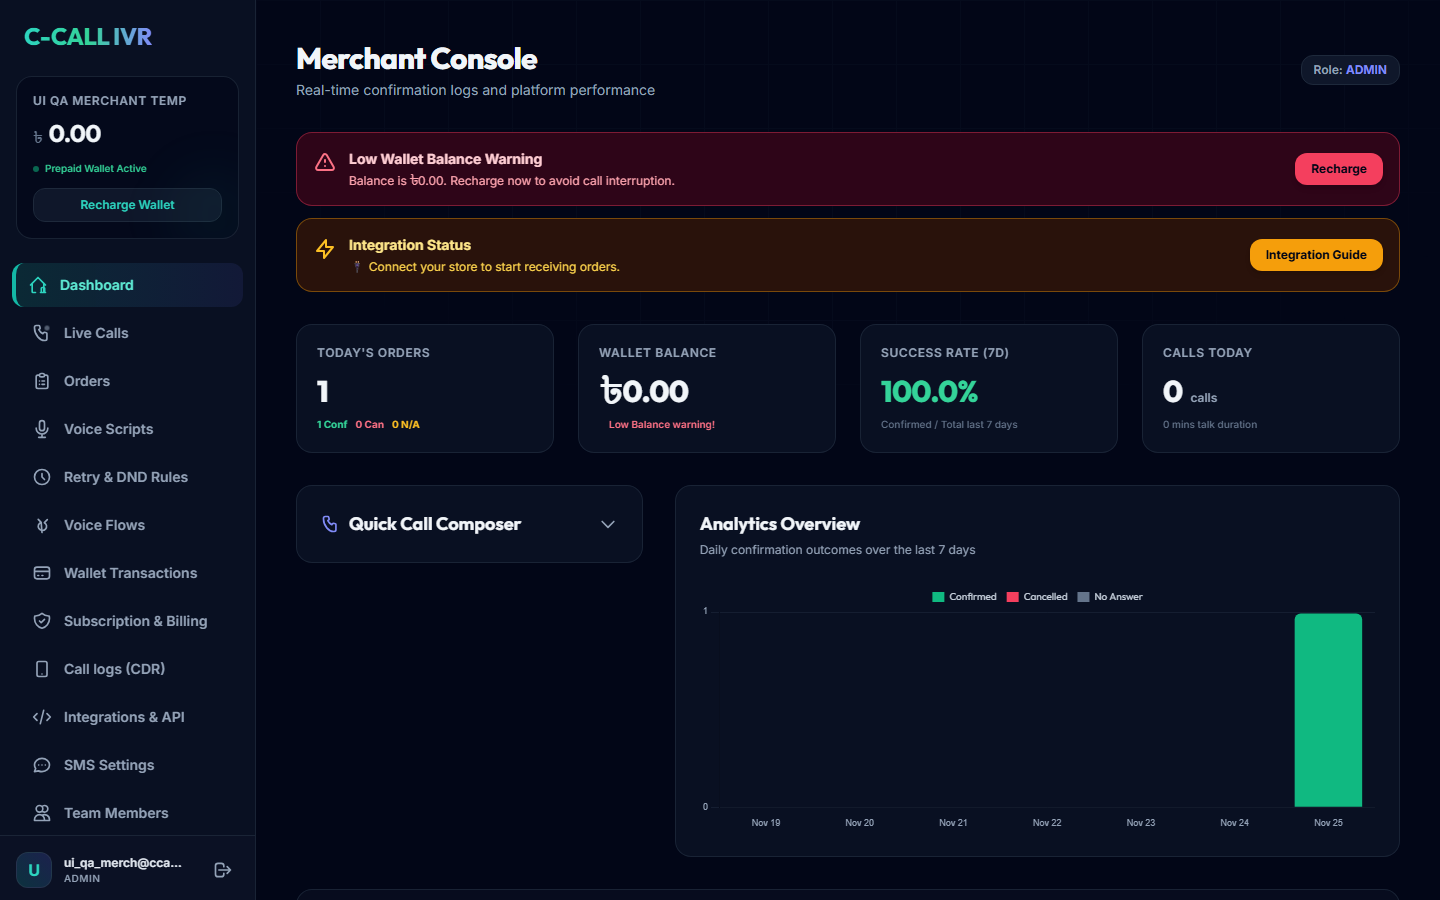 C-CALL IVR
UI QA MERCHANT TEMP
৳ 0.00
Prepaid Wallet Active
Recharge Wallet
Dashboard
Live Calls
Orders
Voice Scripts
Retry & DND Rules
Voice Flows
Wallet Transactions
Subscription & Billing
Call logs (CDR)
Integrations & API
SMS Settings
Team Members
U
ui_qa_merch@cca...
ADMIN
Merchant Console
Real-time confirmation logs and platform performance
Role: ADMIN
Low Wallet Balance Warning
Balance is ৳0.00. Recharge now to avoid call interruption.
Recharge
Integration Status
Connect your store to start receiving orders.
Integration Guide
TODAY'S ORDERS
1
1 Conf 0 Can 0 N/A
WALLET BALANCE
৳0.00
Low Balance warning!
SUCCESS RATE (7D)
100.0%
Confirmed / Total last 7 days
CALLS TODAY
0 calls
0 mins talk duration
Quick Call Composer
Analytics Overview
Daily confirmation outcomes over the last 7 days
Confirmed Cancelled No Answer
1
0
Nov 19 Nov 20 Nov 21 Nov 22 Nov 23 Nov 24 Nov 25